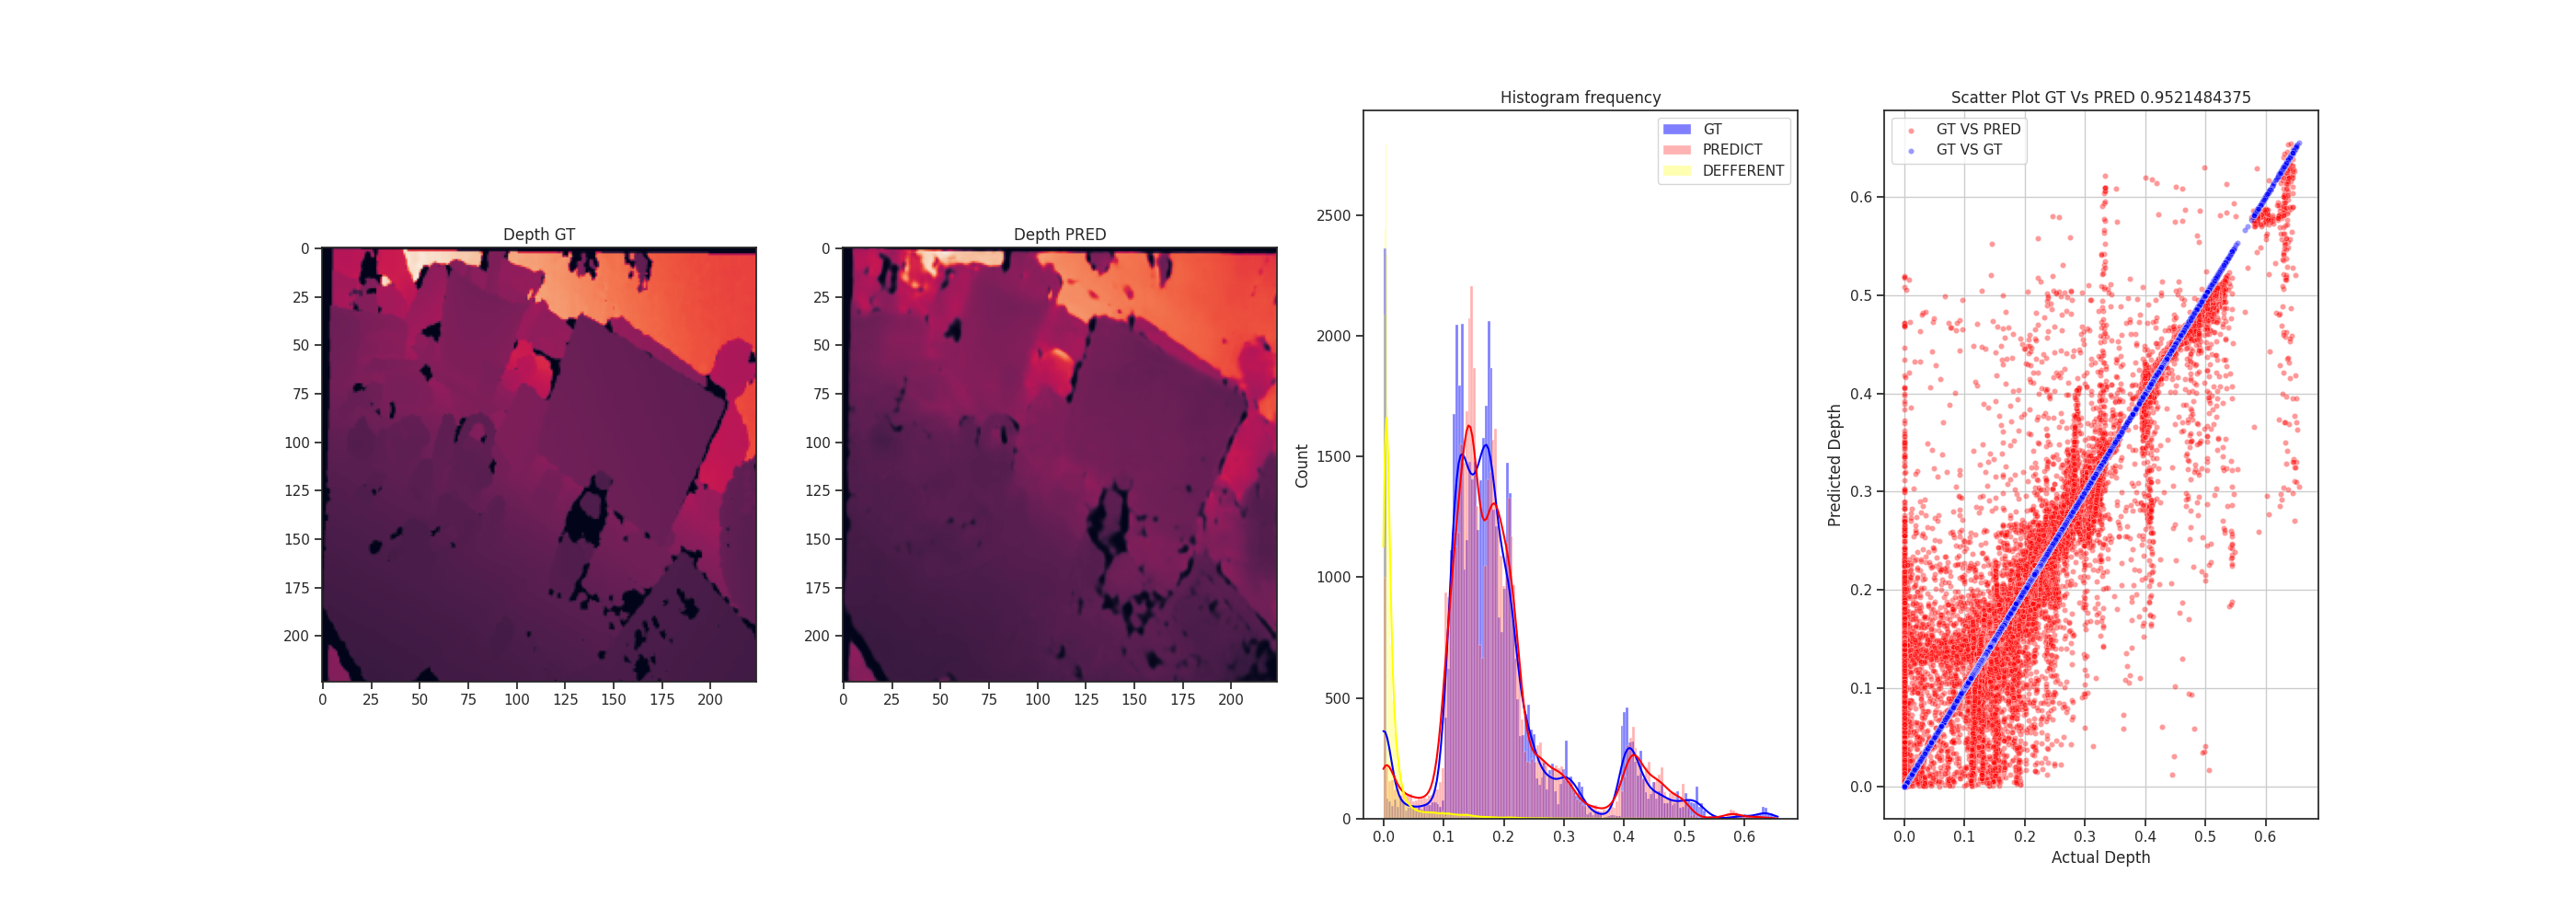 Depth GT
0
25
50
75
100
125
150
175
200
0 25 50 75 100 125 150 175 200
Depth PRED
0
25
50
75
100
125
150
175
200
0 25 50 75 100 125 150 175 200
Histogram frequency
GT
PREDICT
DEFFERENT
Count
2500
2000
1500
1000
500
0
0.0 0.1 0.2 0.3 0.4 0.5 0.6
Scatter Plot GT Vs PRED 0.9521484375
GT VS PRED
GT VS GT
Predicted Depth
0.6
0.5
0.4
0.3
0.2
0.1
0.0
0.0 0.1 0.2 0.3 0.4 0.5 0.6
Actual Depth